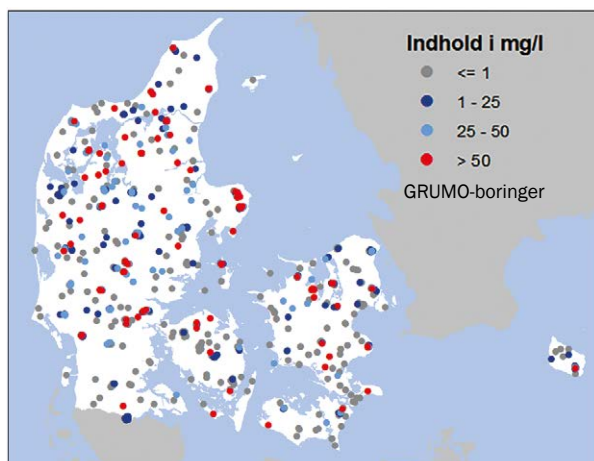 Indhold i mg/l
<= 1
1 - 25
25 - 50
> 50
GRUMO-boringer